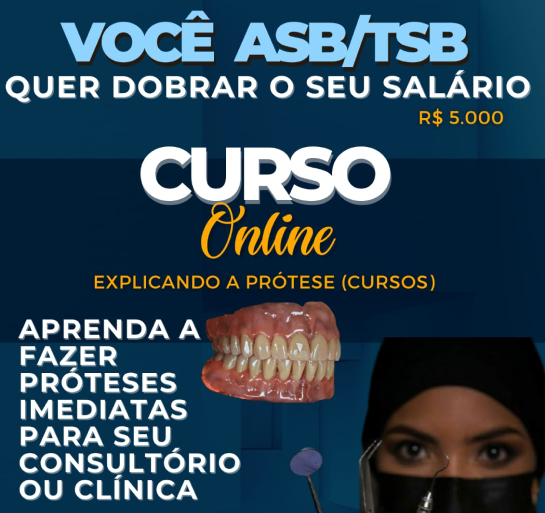 VOCÊ ASB/TSB
QUER DOBRAR O SEU SALÁRIO
R$ 5.000
CURSO
Online
EXPLICANDO A PRÓTESE (CURSOS)
APRENDA A
FAZER
PRÓTESES
IMEDIATAS
PARA SEU
CONSULTÓRIO
OU CLÍNICA